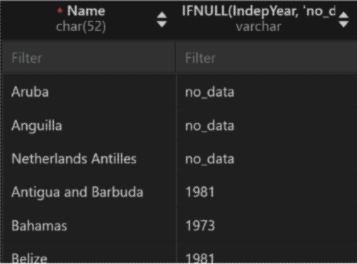 * Name IFNULL(IndepYear, 'no_d
char(52) varchar
Filter Filter
Aruba no_data
Anguilla no_data
Netherlands Antilles no_data
Antigua and Barbuda 1981
Bahamas 1973
Belize 1981